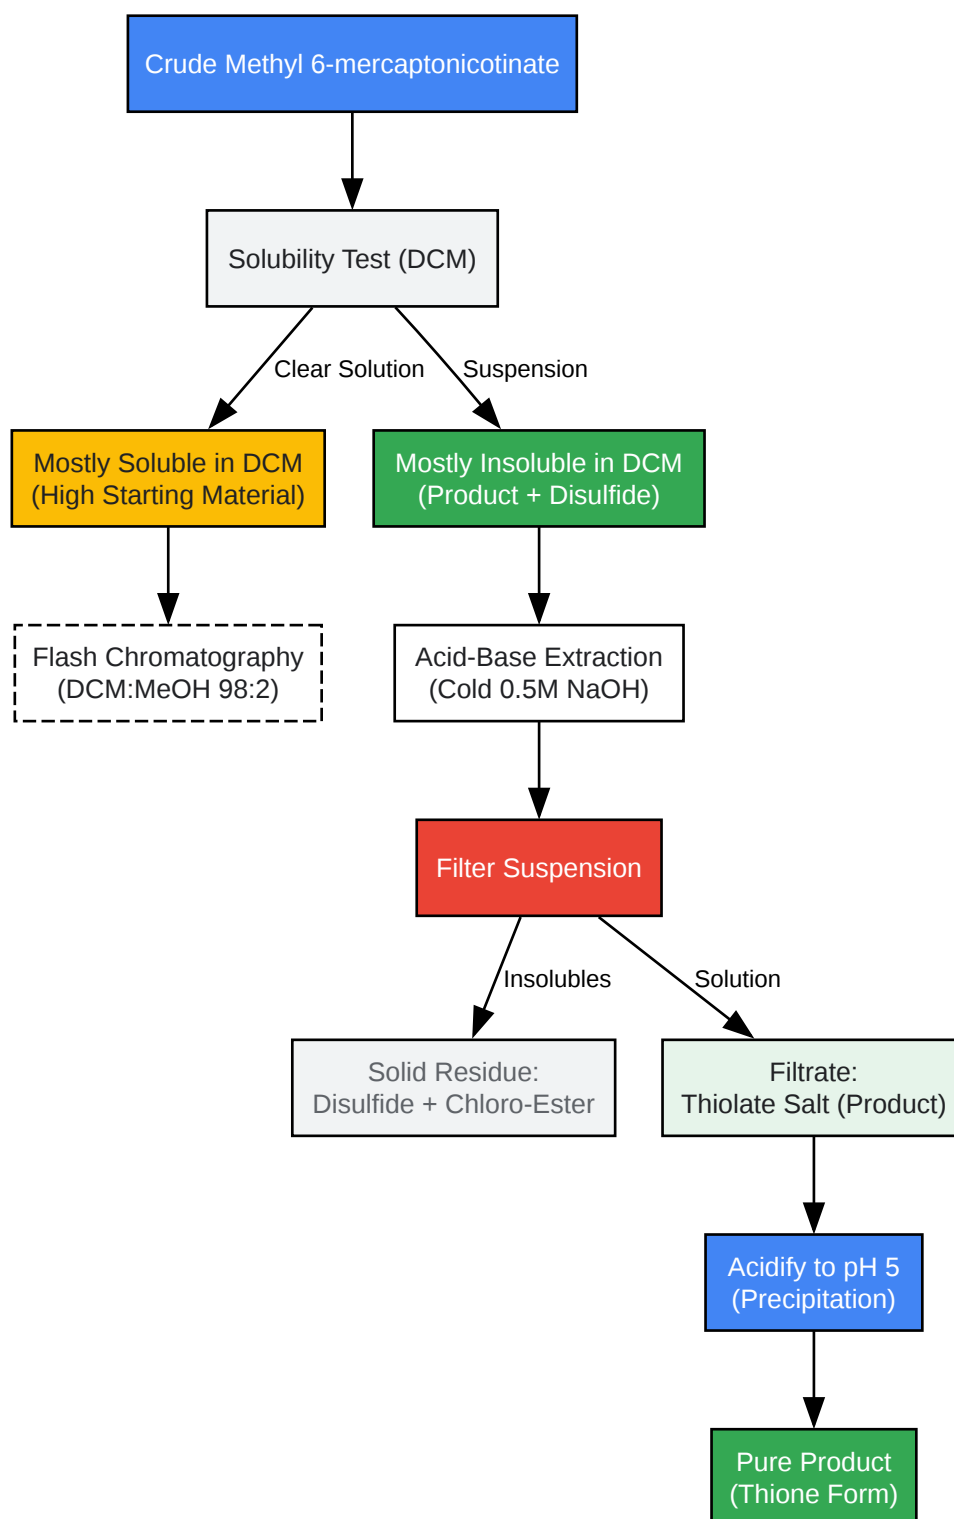 Crude Methyl 6-mercaptonicotinate
Solubility Test (DCM)
Clear Solution
Suspension
Mostly Soluble in DCM
(High Starting Material)
Mostly Insoluble in DCM
(Product + Disulfide)
Flash Chromatography
(DCM:MeOH 98:2)
Acid-Base Extraction
(Cold 0.5M NaOH)
Filter Suspension
Insolubles
Solution
Solid Residue:
Disulfide + Chloro-Ester
Filtrate:
Thiolate Salt (Product)
Acidify to pH 5
(Precipitation)
Pure Product
(Thione Form)